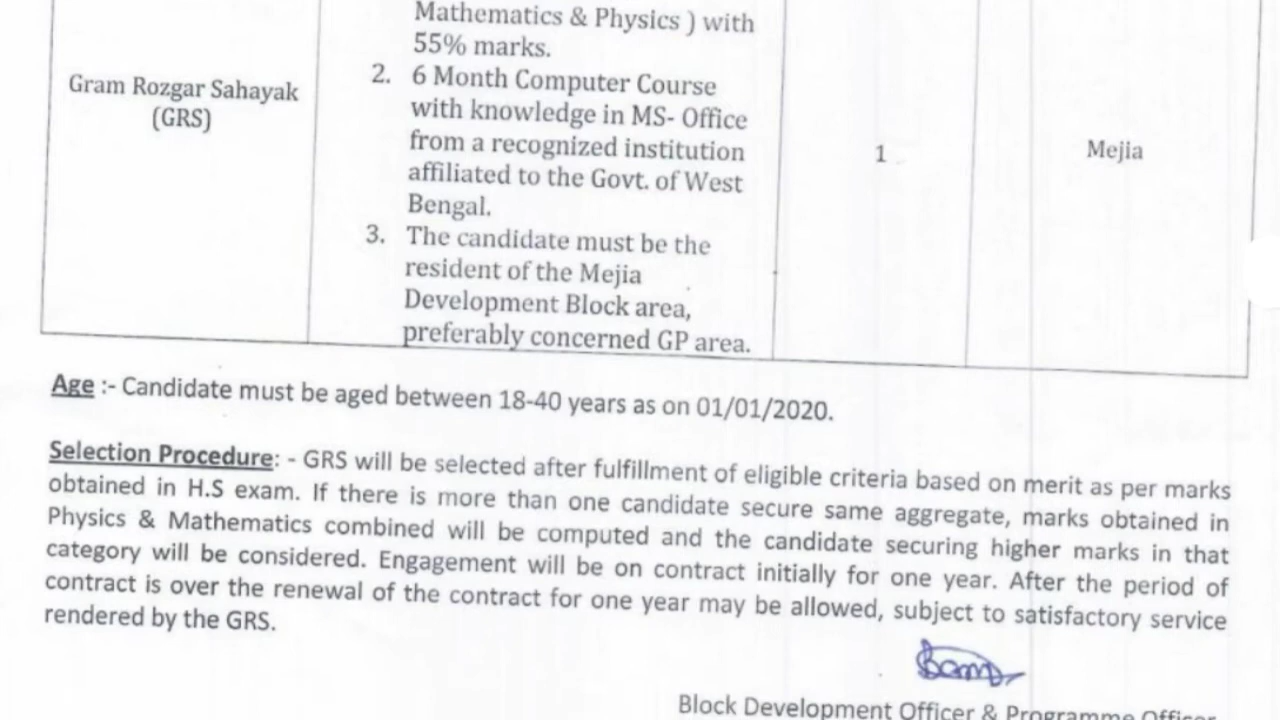 Mathematics & Physics ) with
55% marks.
Gram Rozgar Sahayak
(GRS)
2. 6 Month Computer Course
with knowledge in MS- Office
from a recognized institution
affiliated to the Govt. of West
Bengal.
3. The candidate must be the
resident of the Mejia
Development Block area,
preferably concerned GP area.
1
Mejia
Age :- Candidate must be aged between 18-40 years as on 01/01/2020.
Selection Procedure: - GRS will be selected after fulfillment of eligible criteria based on merit as per marks
obtained in H.S exam. If there is more than one candidate secure same aggregate, marks obtained in
Physics & Mathematics combined will be computed and the candidate securing higher marks in that
category will be considered. Engagement will be on contract initially for one year. After the period of
contract is over the renewal of the contract for one year may be allowed, subject to satisfactory service
rendered by the GRS.
Block Development Officer & Programme Officer